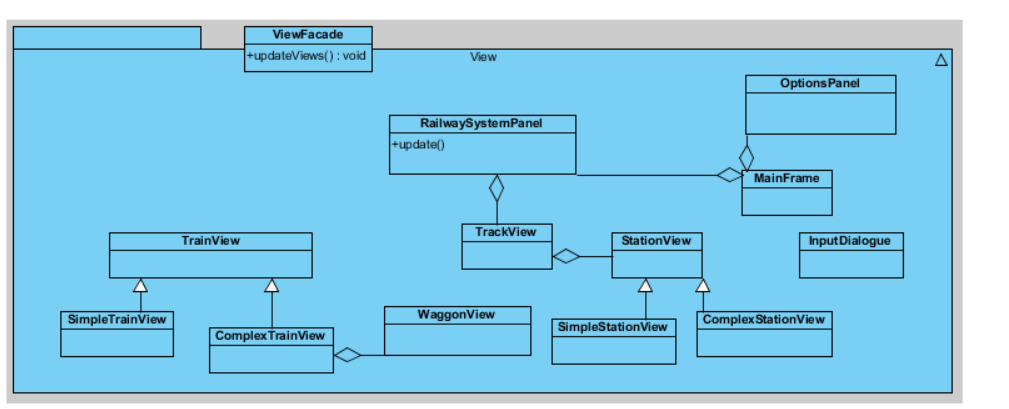 ViewFacade
+updateViews() : void
View
OptionsPanel
RailwaySystemPanel
+update()
MainFrame
TrackView
StationView
InputDialogue
TrainView
SimpleTrainView
ComplexTrainView
WaggonView
SimpleStationView
ComplexStationView